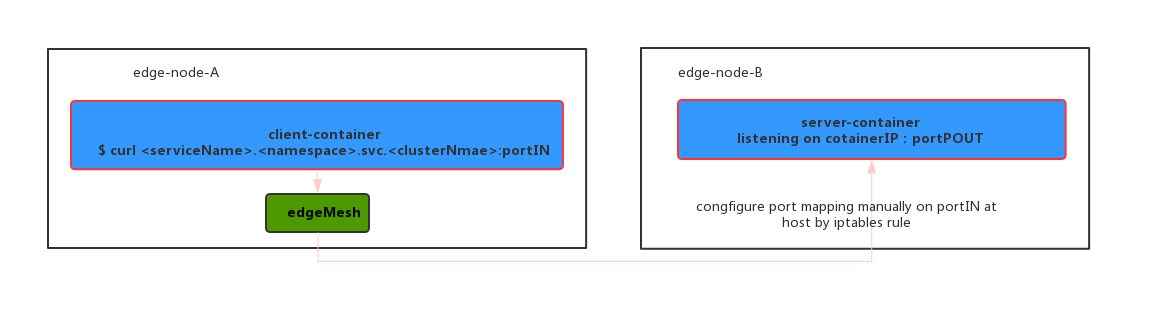 edge-node-A
client-container
$ curl <serviceName>.<namespace>.svc.<clusterNmae>:portIN
edgeMesh
edge-node-B
server-container
listening on cotainerIP : portPOUT
congfigure port mapping manually on portIN at
host by iptables rule